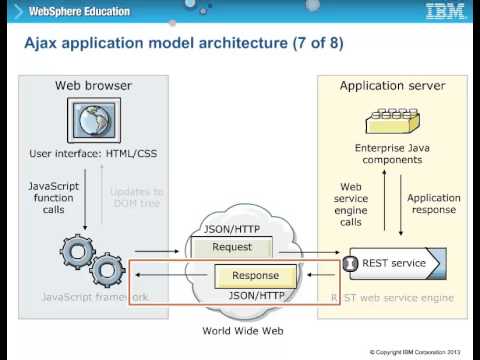 WebSphere Education
IBM
Ajax application model architecture (7 of 8)
Web browser
User interface: HTML/CSS
JavaScript
function
calls
Updates to
DOM tree
JavaScript framework
JSON/HTTP
Request
Response
JSON/HTTP
World Wide Web
Application server
Enterprise Java
components
Web
service
engine
calls
Application
response
REST service
REST web service engine
© Copyright IBM Corporation 2013